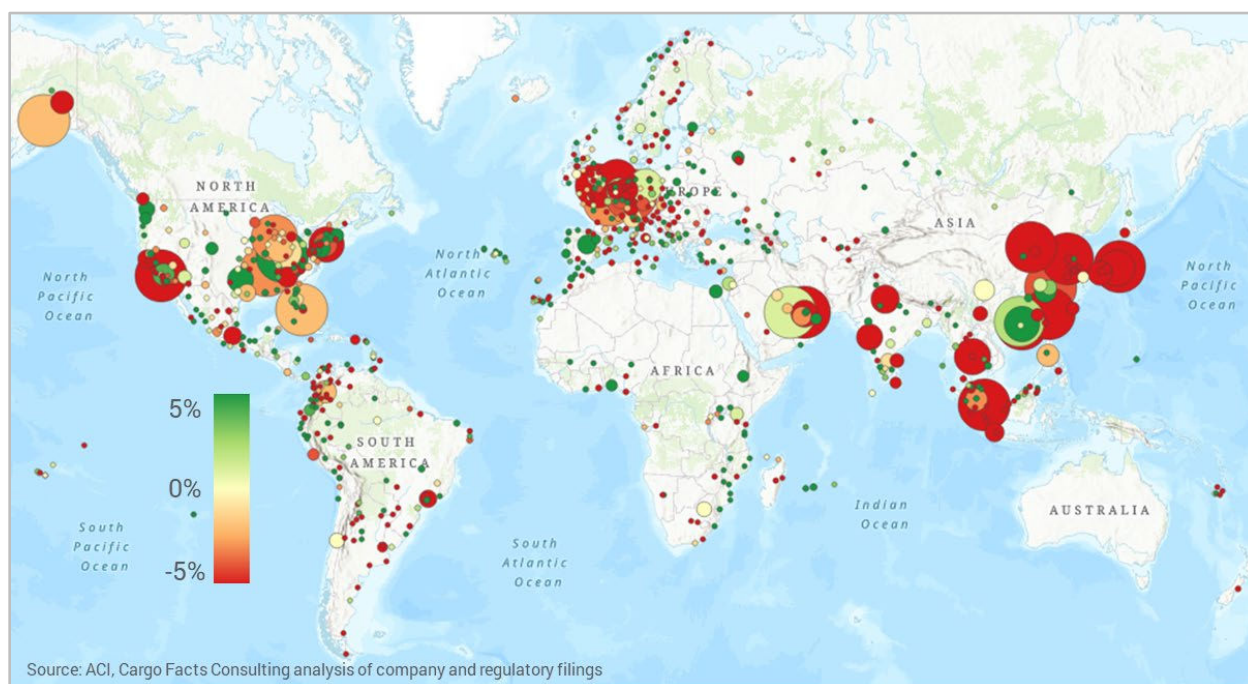 NORTH
AMERICA
EUROPE
ASIA
North
Pacific
Ocean
North
Atlantic
Ocean
North
Pacific
Ocean
AFRICA
5%
0%
-5%
SOUTH
AMERICA
South
Pacific
Ocean
South
Atlantic
Ocean
Indian
Ocean
AUSTRALIA
Source: ACI, Cargo Facts Consulting analysis of company and regulatory filings